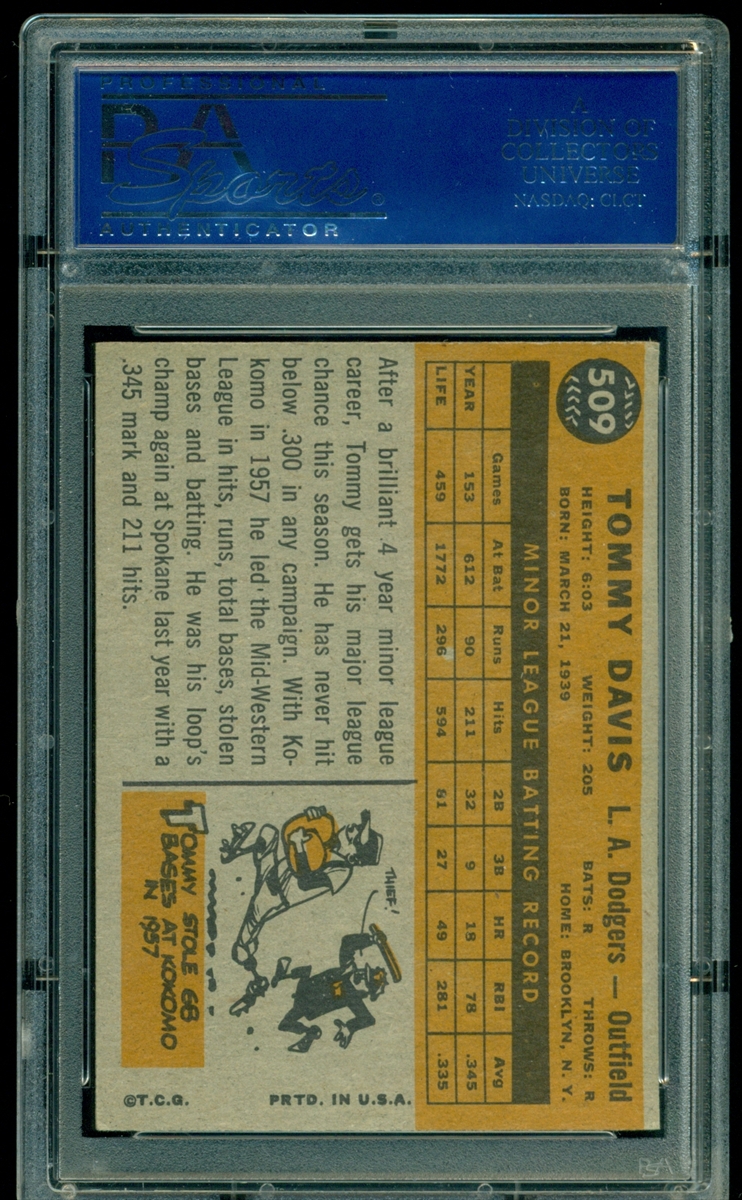 PROFESSIONAL
PSA
Sports.
AUTHENTICATOR
A
DIVISION OF
COLLECTORS
UNIVERSE
NASDAQ: CLCT
509
TOMMY DAVIS L. A. Dodgers — Outfield
HEIGHT: 6:03 WEIGHT: 205 BATS: R THROWS: R
BORN: MARCH 21, 1939 HOME: BROOKLYN, N. Y.
MINOR LEAGUE BATTING RECORD
Games At Bat Runs Hits 2B 3B HR RBI Avg
YEAR 153 612 90 211 32 9 18 78 .345
LIFE 459 1772 296 594 61 27 49 281 .335
After a brilliant 4 year minor league
career, Tommy gets his major league
chance this season. He has never hit
below .300 in any campaign. With Ko-
komo in 1957 he led the Mid-Western
League in hits, runs, total bases, stolen
bases and batting. He was his loop's
champ again at Spokane last year with a
.345 mark and 211 hits.
THIEF!
TOMMY STOLE 68
BASES AT KOKOMO
IN 1957
©T.C.G. PRTD. IN U.S.A.
PSA